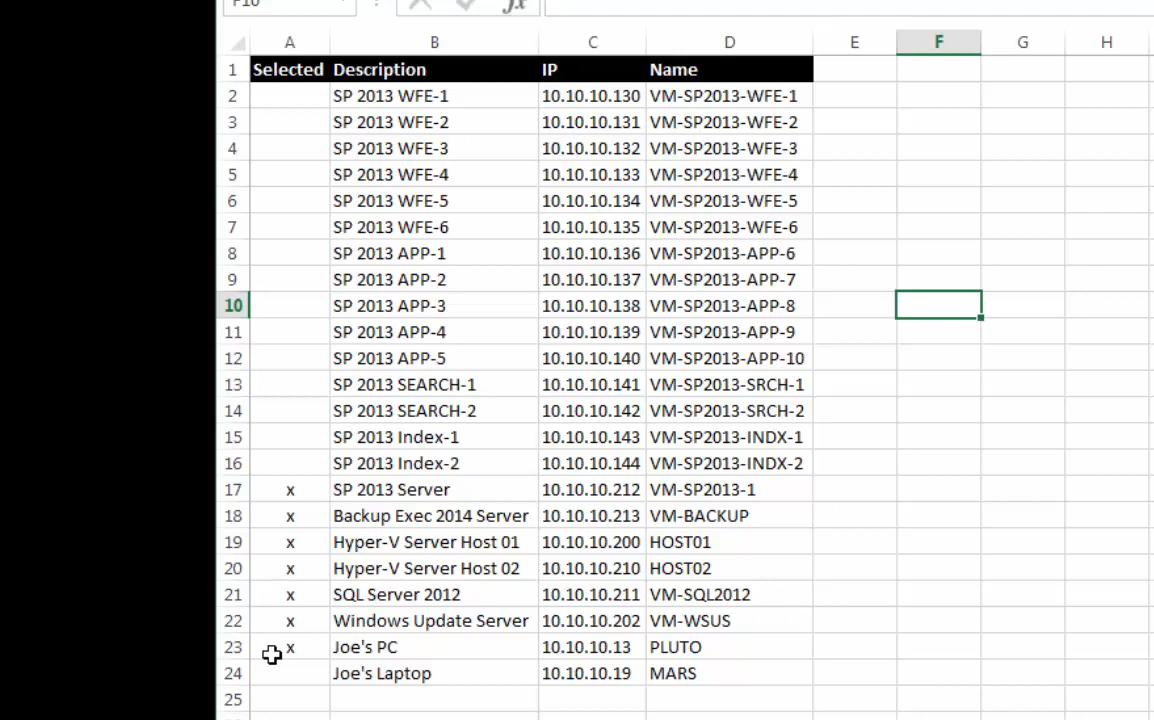 F10 fx
A B C D E F G H
1 Selected Description IP Name
2 SP 2013 WFE-1 10.10.10.130 VM-SP2013-WFE-1
3 SP 2013 WFE-2 10.10.10.131 VM-SP2013-WFE-2
4 SP 2013 WFE-3 10.10.10.132 VM-SP2013-WFE-3
5 SP 2013 WFE-4 10.10.10.133 VM-SP2013-WFE-4
6 SP 2013 WFE-5 10.10.10.134 VM-SP2013-WFE-5
7 SP 2013 WFE-6 10.10.10.135 VM-SP2013-WFE-6
8 SP 2013 APP-1 10.10.10.136 VM-SP2013-APP-6
9 SP 2013 APP-2 10.10.10.137 VM-SP2013-APP-7
10 SP 2013 APP-3 10.10.10.138 VM-SP2013-APP-8
11 SP 2013 APP-4 10.10.10.139 VM-SP2013-APP-9
12 SP 2013 APP-5 10.10.10.140 VM-SP2013-APP-10
13 SP 2013 SEARCH-1 10.10.10.141 VM-SP2013-SRCH-1
14 SP 2013 SEARCH-2 10.10.10.142 VM-SP2013-SRCH-2
15 SP 2013 Index-1 10.10.10.143 VM-SP2013-INDX-1
16 SP 2013 Index-2 10.10.10.144 VM-SP2013-INDX-2
17 x SP 2013 Server 10.10.10.212 VM-SP2013-1
18 x Backup Exec 2014 Server 10.10.10.213 VM-BACKUP
19 x Hyper-V Server Host 01 10.10.10.200 HOST01
20 x Hyper-V Server Host 02 10.10.10.210 HOST02
21 x SQL Server 2012 10.10.10.211 VM-SQL2012
22 x Windows Update Server 10.10.10.202 VM-WSUS
23 x Joe's PC 10.10.10.13 PLUTO
24 Joe's Laptop 10.10.10.19 MARS
25